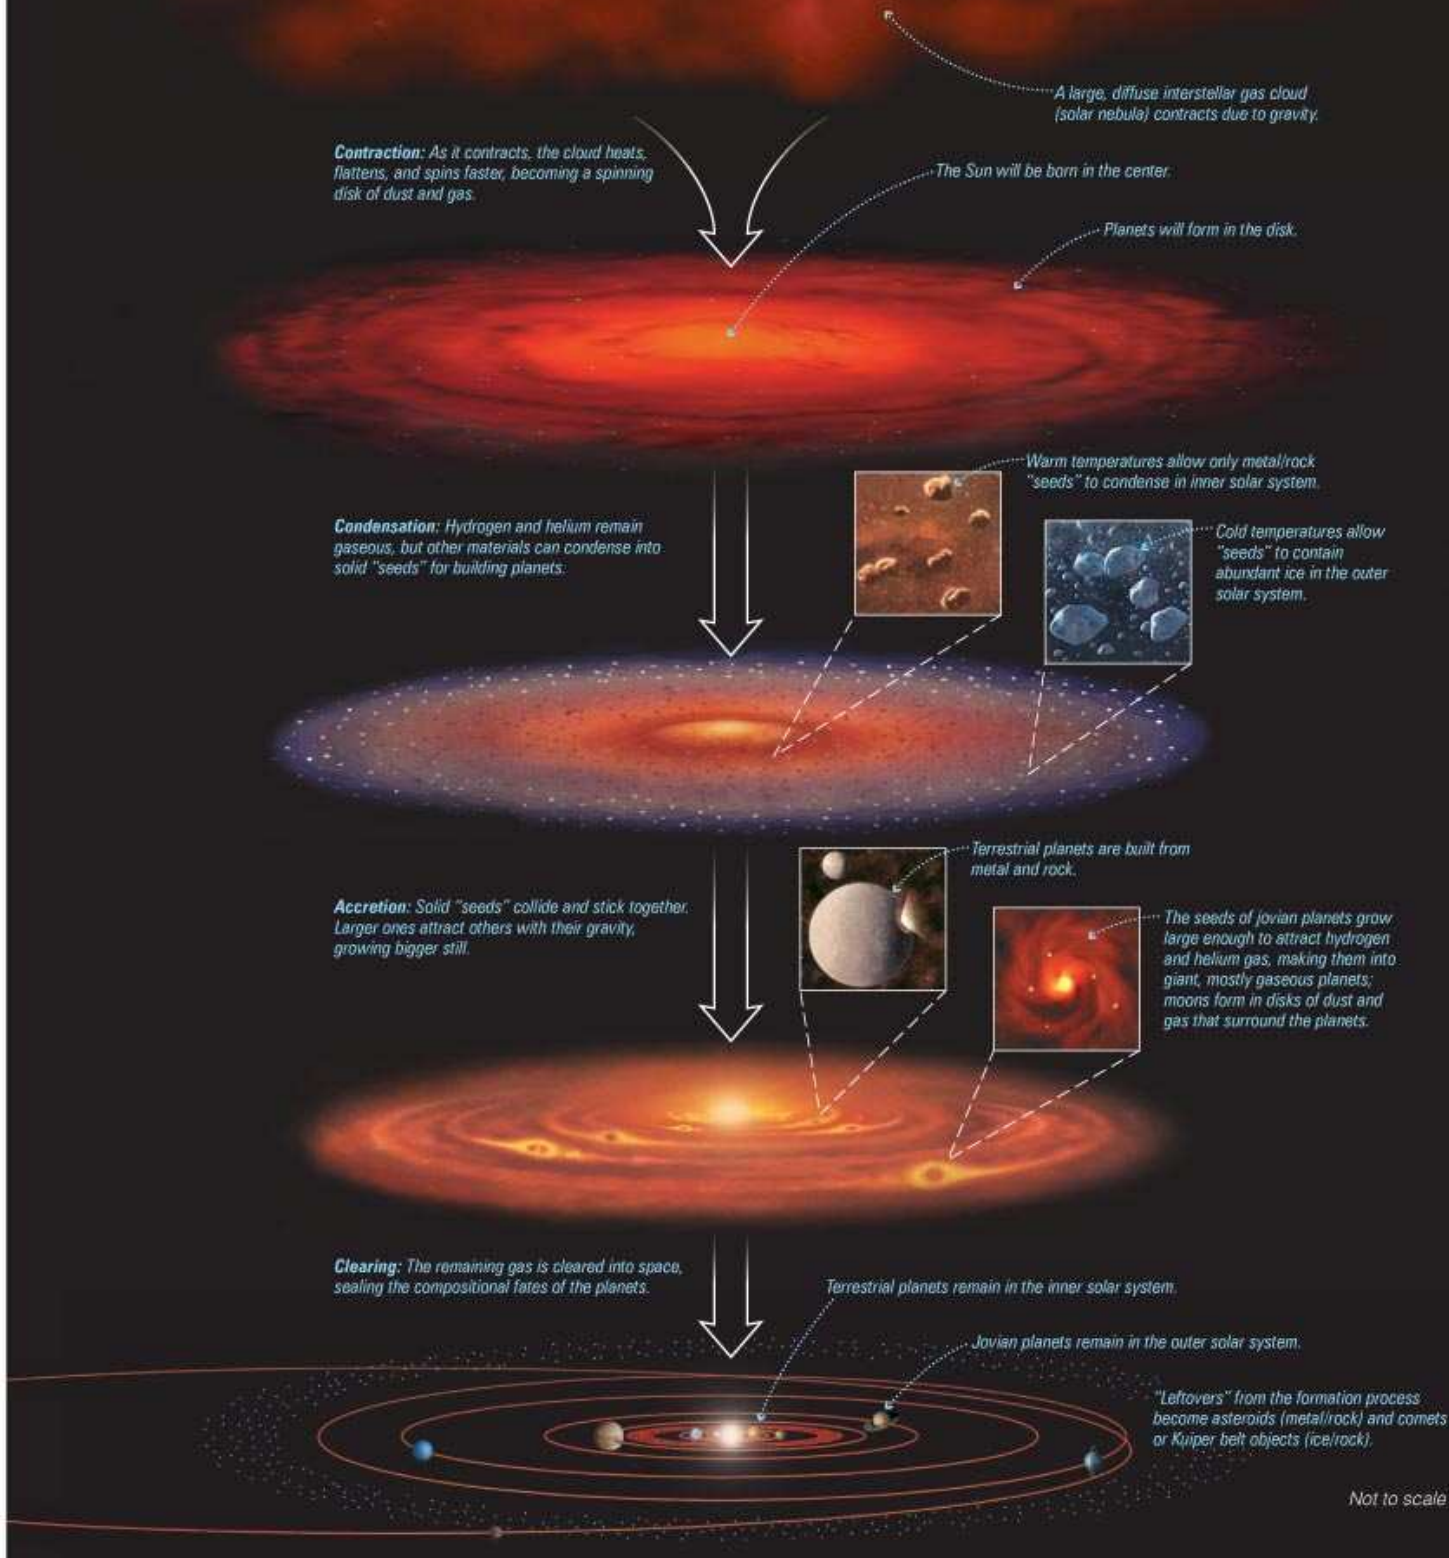 A large, diffuse interstellar gas cloud
(solar nebula) contracts due to gravity.
Contraction: As it contracts, the cloud heats,
flattens, and spins faster, becoming a spinning
disk of dust and gas.
The Sun will be born in the center.
Planets will form in the disk.
Warm temperatures allow only metal/rock
"seeds" to condense in inner solar system.
Condensation: Hydrogen and helium remain
gaseous, but other materials can condense into
solid "seeds" for building planets.
Cold temperatures allow
"seeds" to contain
abundant ice in the outer
solar system.
Terrestrial planets are built from
metal and rock.
Accretion: Solid "seeds" collide and stick together.
Larger ones attract others with their gravity,
growing bigger still.
The seeds of jovian planets grow
large enough to attract hydrogen
and helium gas, making them into
giant, mostly gaseous planets;
moons form in disks of dust and
gas that surround the planets.
Clearing: The remaining gas is cleared into space,
sealing the compositional fates of the planets.
Terrestrial planets remain in the inner solar system.
Jovian planets remain in the outer solar system.
"Leftovers" from the formation process
become asteroids (metal/rock) and comets
or Kuiper belt objects (ice/rock).
Not to scale